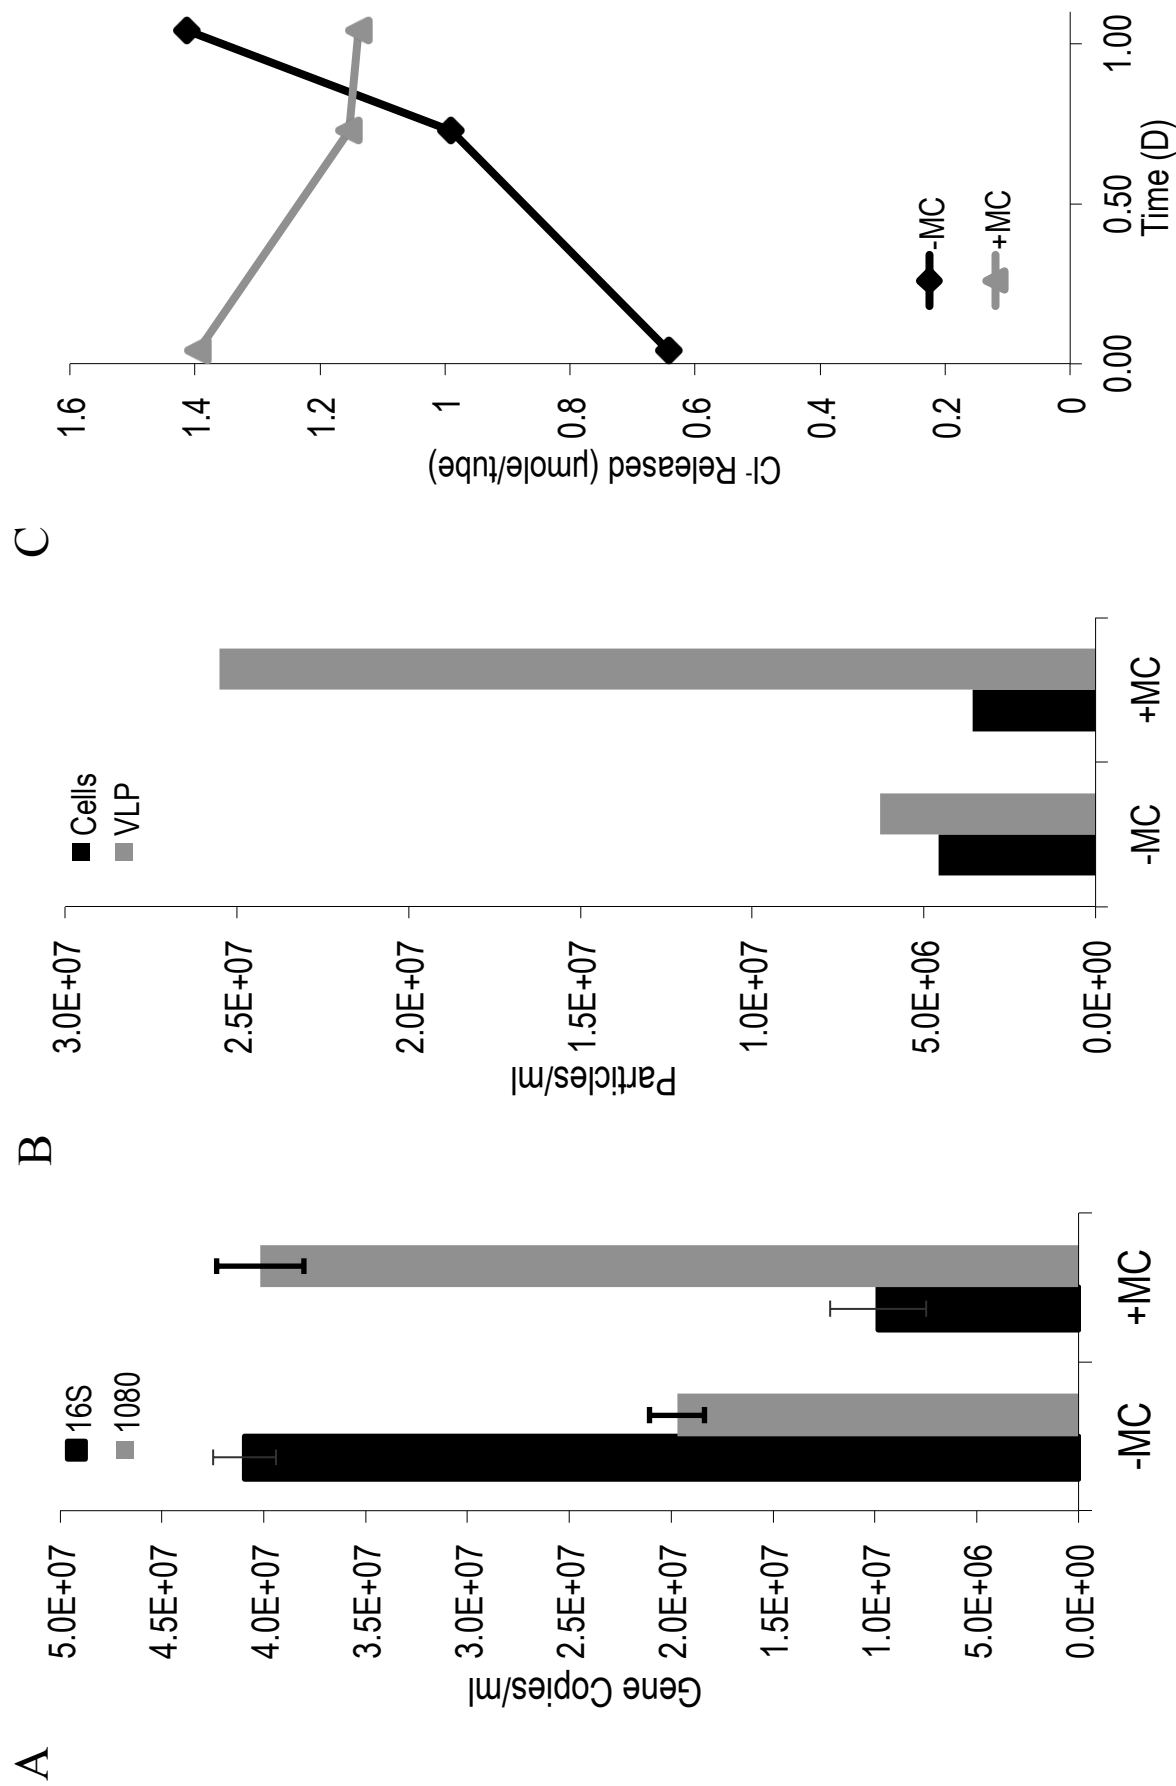 A
Gene Copies/ml
5.0E+07
4.5E+07
4.0E+07
3.5E+07
3.0E+07
2.5E+07
2.0E+07
1.5E+07
1.0E+07
5.0E+06
0.0E+00
16S
1080
-MC
+MC
B
Particles/ml
3.0E+07
2.5E+07
2.0E+07
1.5E+07
1.0E+07
5.0E+06
0.0E+00
Cells
VLP
-MC
+MC
C
Cl⁻ Released (µmole/tube)
1.6
1.4
1.2
1
0.8
0.6
0.4
0.2
0
-MC
+MC
0.00
0.50
1.00
Time (D)